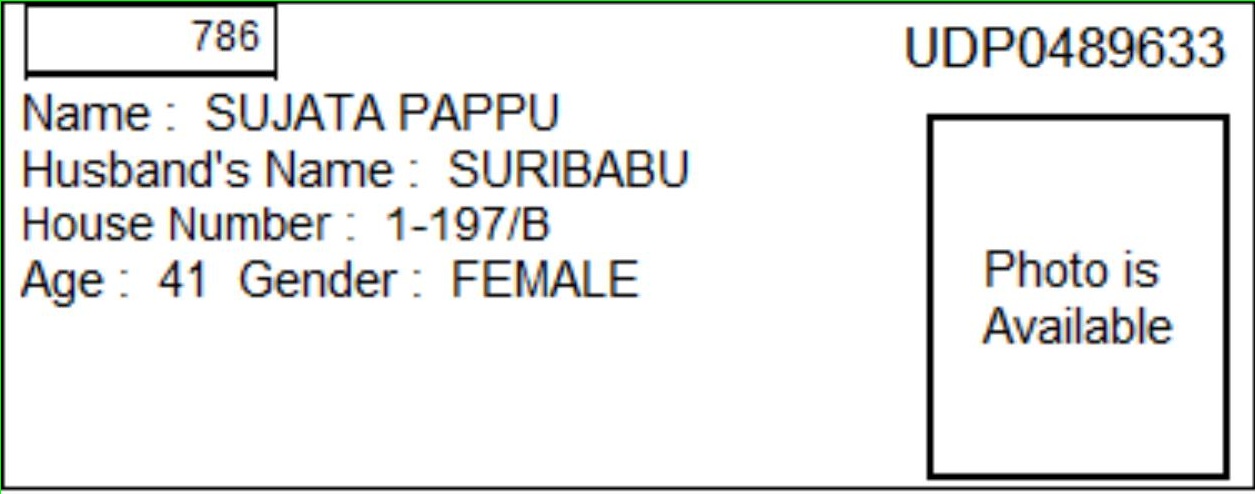 786
UDP0489633
Name : SUJATA PAPPU
Husband's Name : SURIBABU
House Number : 1-197/B
Age : 41 Gender : FEMALE
Photo is
Available